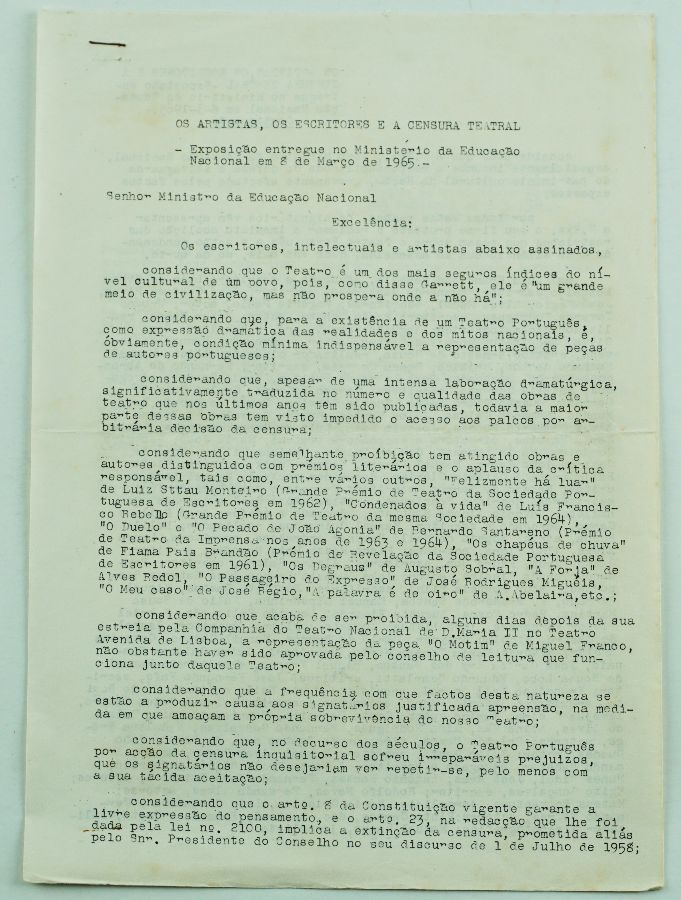 OS ARTISTAS, OS ESCRITORES E A CENSURA TEATRAL
- Exposição entregue no Ministério da Educação
Nacional em 8 de Março de 1965.-
Senhor Ministro da Educação Nacional
Excelência:
Os escritores, intelectuais e artistas abaixo assinados,
considerando que o Teatro é um dos mais seguros índices do ní-
vel cultural de um povo, pois, como disse Garrett, ele é "um grande
meio de civilização, mas não prospera onde a não há";
considerando que, para a existência de um Teatro Português,
como expressão dramática das realidades e dos mitos nacionais, é,
óbviamente, condição mínima indispensável a representação de peças
de autores portugueses;
considerando que, apesar de uma intensa laboração dramatúrgica,
significativamente traduzida no número e qualidade das obras de
teatro que nos últimos anos têm sido publicadas, todavia a maior
parte dessas obras tem visto impedido o acesso aos palcos por ar-
bitrária decisão da censura;
considerando que semelhante proíbição tem atingido obras e
autores distinguidos com prémios literários e o aplauso da crítica
responsável, tais como, entre vários outros, "Felizmente há luar"
de Luiz Sttau Monteiro (Grande Prémio de Teatro da Sociedade Por-
tuguesa de Escritores em 1962), "Condenados à vida" de Luís Francis-
co Rebello (Grande Prémio de Teatro da mesma Sociedade em 1964),
"O Duelo" e "O Pecado de João Agonia" de Bernardo Santareno (Prémio
de Teatro da Imprensa nos anos de 1963 e 1964), "Os chapéus de chuva"
de Fiama Pais Brandão (Prémio de Revelação da Sociedade Portuguesa
de Escritores em 1961), "Os Degraus" de Augusto Sobral, "A Forja" de
Alves Redol, "O Passageiro do Expresso" de José Rodrigues Miguéis,
"O Meu caso" de José Régio,"A palavra é de oiro" de A.Abelaira,etc.;
considerando que acaba de ser proibida, alguns dias depois da sua
estreia pela Companhia do Teatro Nacional de D.Maria II no Teatro
Avenida de Lisboa, a representação da peça "O Motim" de Miguel Franco,
não obstante haver sido aprovada pelo conselho de leitura que fun-
ciona junto daquele Teatro;
considerando que a frequência com que factos desta natureza se
estão a produzir causa aos signatários justificada apreensão, na medi-
da em que ameaçam a própria sobrevivência do nosso Teatro;
considerando que, no decurso dos séculos, o Teatro Português
por acção da censura inquisitorial sofreu irreparáveis prejuizos,
que os signatários não desejariam ver repetir-se, pelo menos com
a sua tácida aceitação;
considerando que o artº. 8 da Constituição vigente garante a
livre expressão do pensamento, e o artº. 23, na redacção que lhe foi
dada pela lei nº. 2100, implica a extinção da censura, prometida aliás
pelo Snr. Presidente do Conselho no seu discurso de 1 de Julho de 1958;